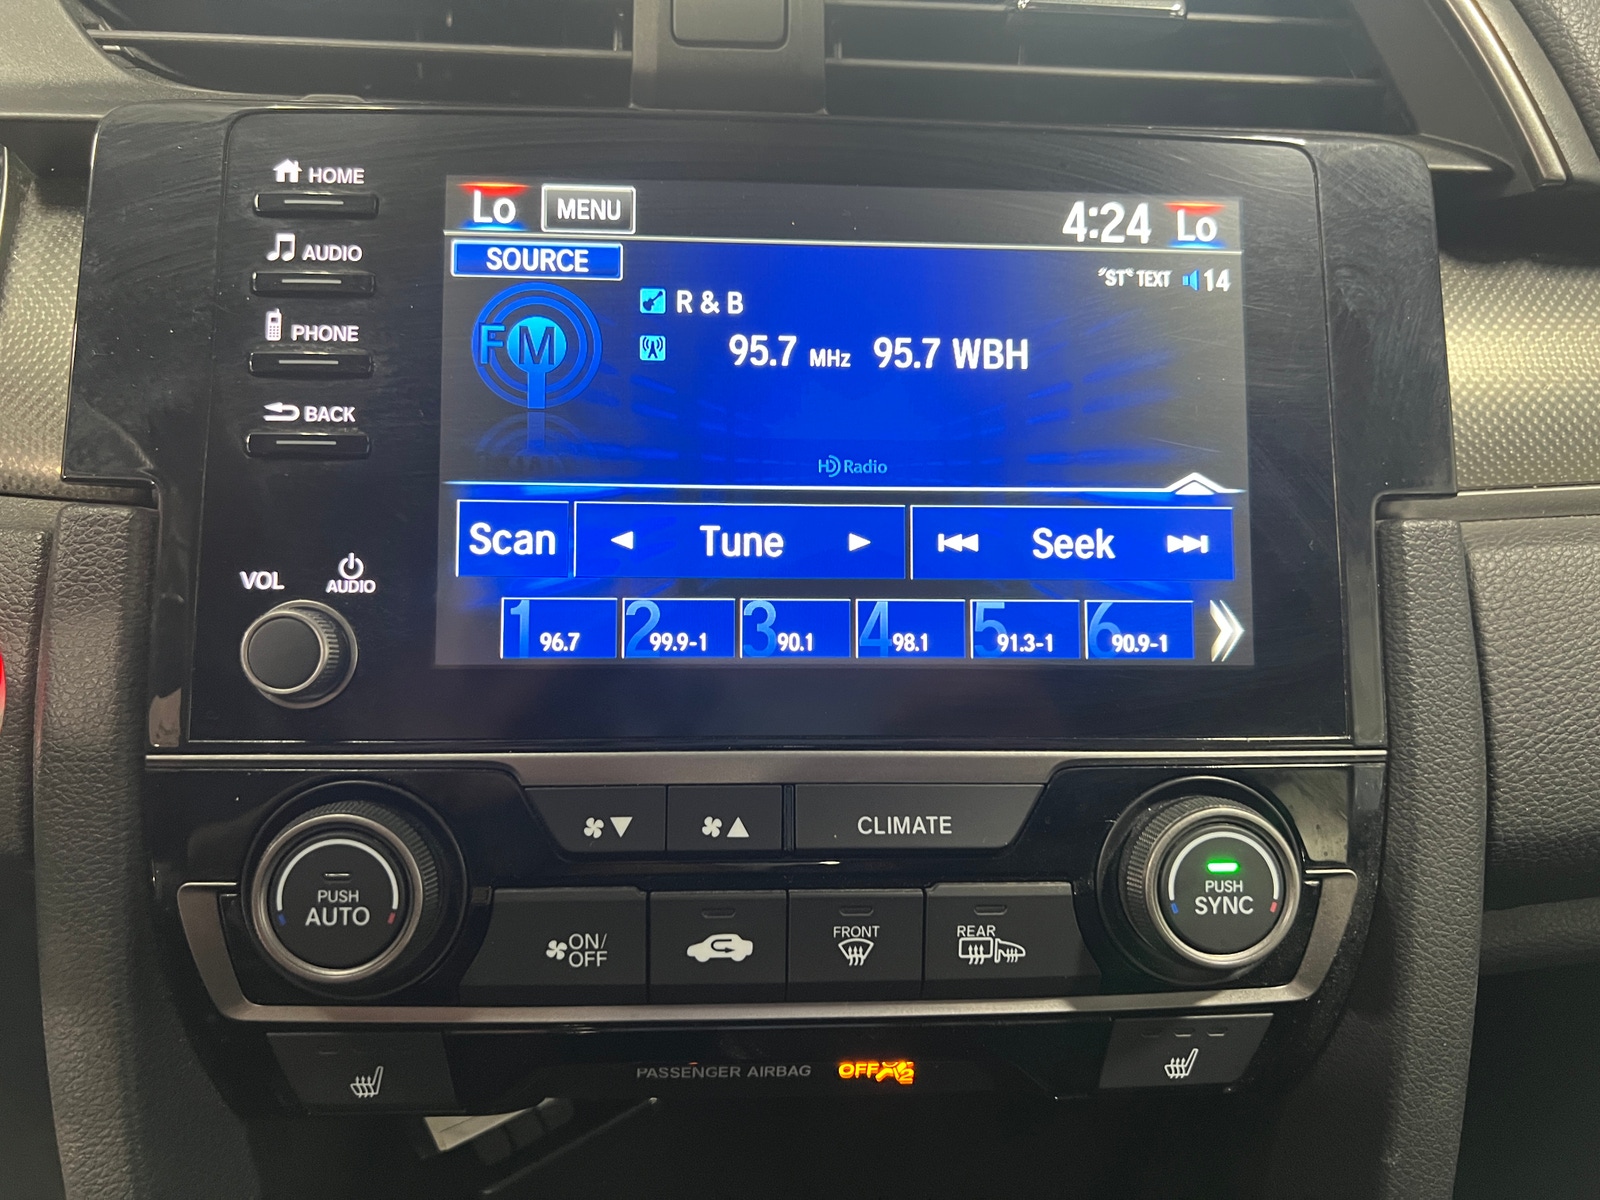 HOME
AUDIO
PHONE
BACK
VOL
AUDIO
Lo
MENU
4:24
Lo
SOURCE
"ST" TEXT
14
FM
R & B
95.7 MHz 95.7 WBH
HD Radio
Scan
Tune
Seek
1 96.7
2 99.9-1
3 90.1
4 98.1
5 91.3-1
6 90.9-1
CLIMATE
PUSH
AUTO
ON/
OFF
FRONT
REAR
PUSH
SYNC
PASSENGER AIRBAG
OFF
2